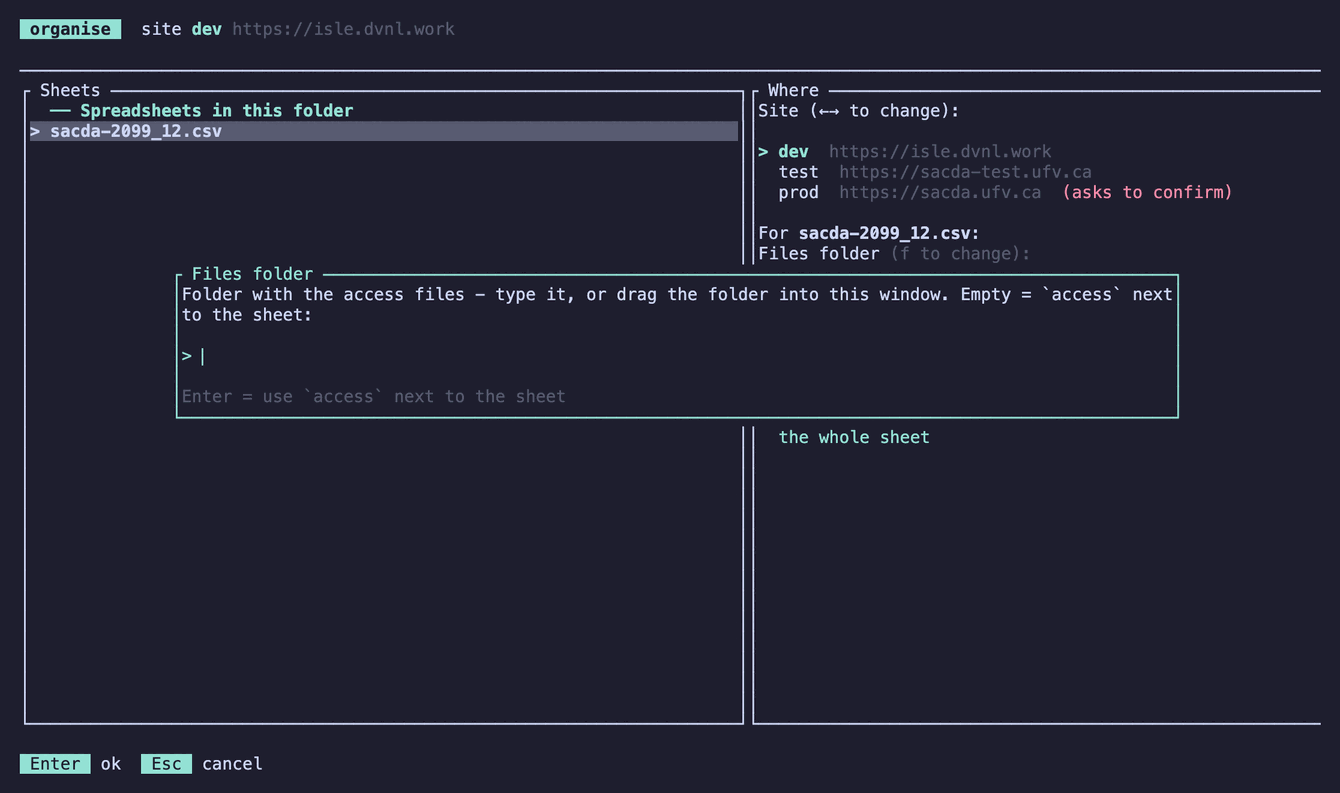 organise site dev https://isle.dvnl.work
Sheets
—— Spreadsheets in this folder
> sacda-2099_12.csv
Where
Site (←→ to change):
> dev https://isle.dvnl.work
test https://sacda-test.ufv.ca
prod https://sacda.ufv.ca (asks to confirm)
For sacda-2099_12.csv:
Files folder (f to change):
Files folder
Folder with the access files – type it, or drag the folder into this window. Empty = `access` next
to the sheet:
>
Enter = use `access` next to the sheet
the whole sheet
Enter ok Esc cancel